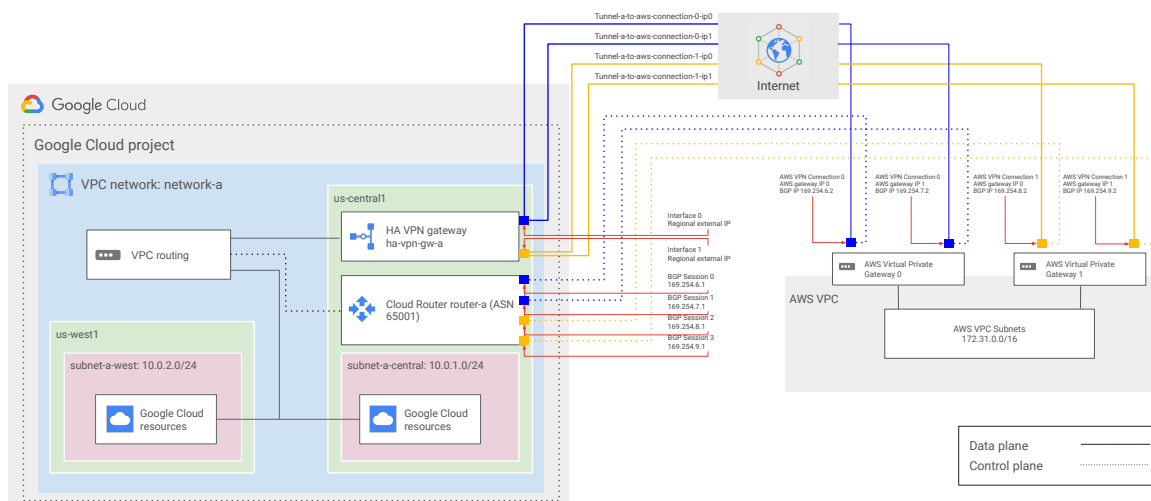 Tunnel-a-to-aws-connection-0-ip0
Tunnel-a-to-aws-connection-0-ip1
Tunnel-a-to-aws-connection-1-ip0
Tunnel-a-to-aws-connection-1-ip1
Internet
Google Cloud
Google Cloud project
VPC network: network-a
us-central1
HA VPN gateway
ha-vpn-gw-a
VPC routing
Cloud Router router-a (ASN
65001)
us-west1
subnet-a-west: 10.0.2.0/24
Google Cloud
resources
subnet-a-central: 10.0.1.0/24
Google Cloud
resources
Interface 0
Regional external IP
Interface 1
Regional external IP
BGP Session 0
169.254.6.1
BGP Session 1
169.254.7.1
BGP Session 2
169.254.8.1
BGP Session 3
169.254.9.1
AWS VPN Connection 0
AWS gateway IP 0
BGP IP 169.254.6.2
AWS VPN Connection 0
AWS gateway IP 1
BGP IP 169.254.7.2
AWS VPN Connection 1
AWS gateway IP 0
BGP IP 169.254.8.2
AWS VPN Connection 1
AWS gateway IP 1
BGP IP 169.254.9.2
AWS Virtual Private
Gateway 0
AWS Virtual Private
Gateway 1
AWS VPC
AWS VPC Subnets
172.31.0.0/16
Data plane
Control plane